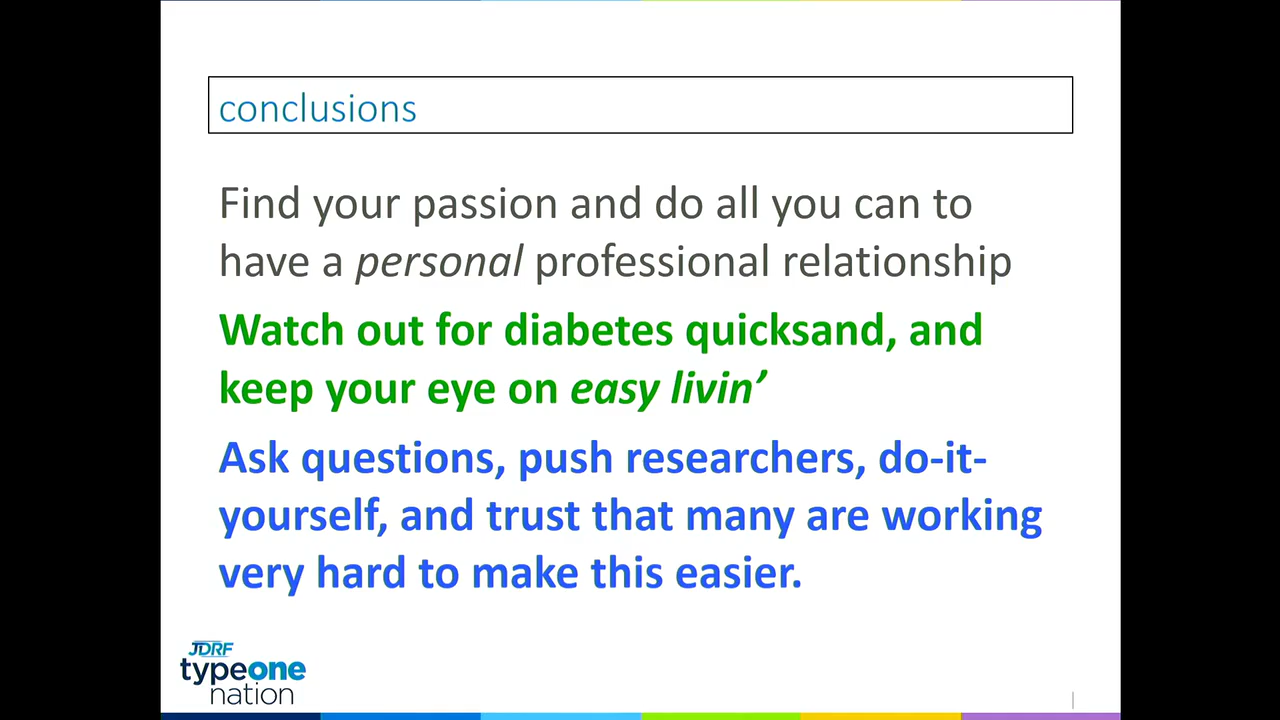 conclusions
Find your passion and do all you can to
have a personal professional relationship
Watch out for diabetes quicksand, and
keep your eye on easy livin’
Ask questions, push researchers, do-it-
yourself, and trust that many are working
very hard to make this easier.
JDRF
typeone
nation